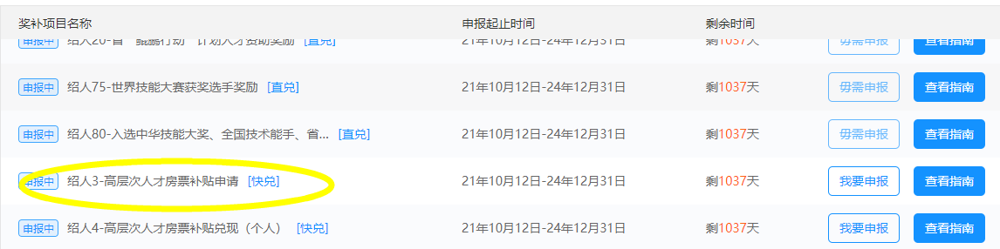 奖补项目名称 申报起止时间 剩余时间
申报中 绍人20-省“鲲鹏行动”计划人才资助奖励 [直兑] 21年10月12日-24年12月31日 剩1037天 毋需申报 查看指南
申报中 绍人75-世界技能大赛获奖选手奖励 [直兑] 21年10月12日-24年12月31日 剩1037天 毋需申报 查看指南
申报中 绍人80-入选中华技能大奖、全国技术能手、省... [直兑] 21年10月12日-24年12月31日 剩1037天 毋需申报 查看指南
申报中 绍人3-高层次人才房票补贴申请 [快兑] 21年10月12日-24年12月31日 剩1037天 我要申报 查看指南
申报中 绍人4-高层次人才房票补贴兑现（个人） [快兑] 21年10月12日-24年12月31日 剩1037天 我要申报 查看指南